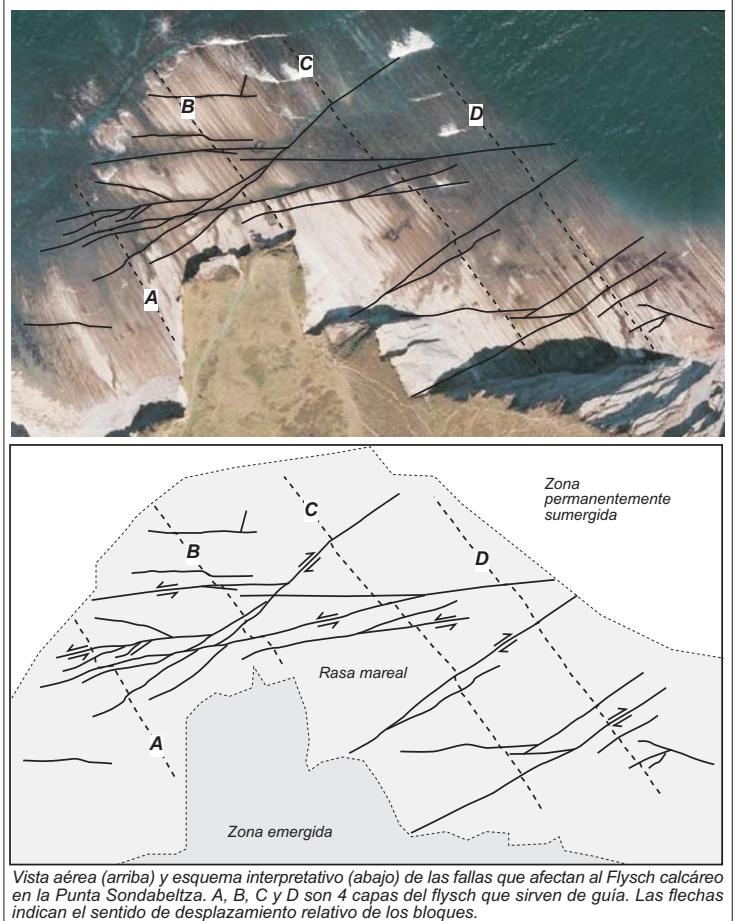 C
B
D
A
Zona
permanentemente
sumergida
C
B
D
Rasa mareal
A
Zona emergida
Vista aérea (arriba) y esquema interpretativo (abajo) de las fallas que afectan al Flysch calcáreo
en la Punta Sondabeltza. A, B, C y D son 4 capas del flysch que sirven de guía. Las flechas
indican el sentido de desplazamiento relativo de los bloques.